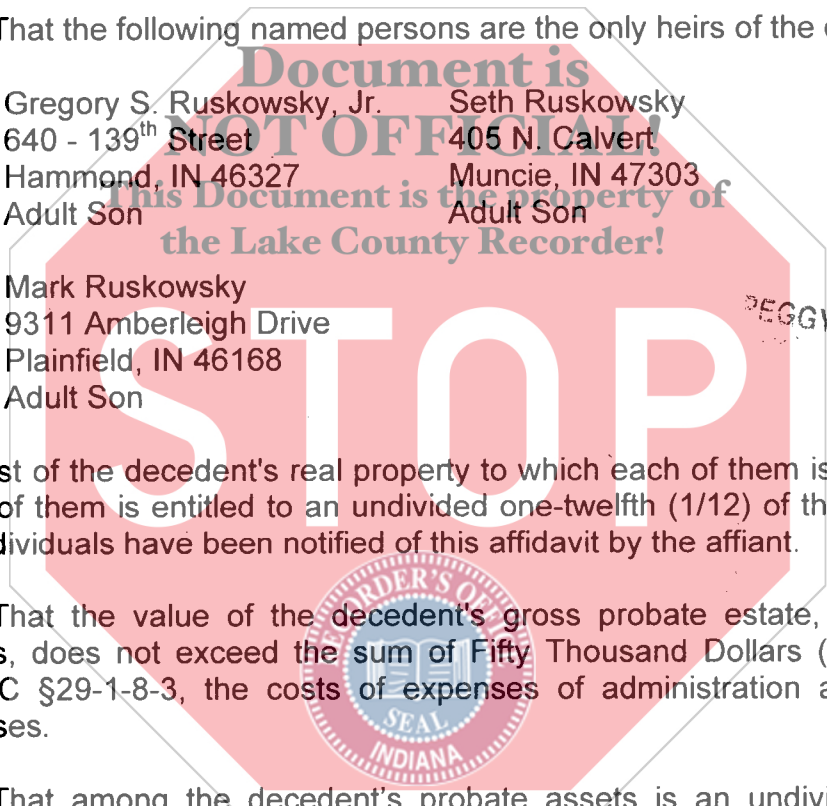 That the following named persons are the only heirs of the
Document is
Gregory S. Ruskowsky, Jr. Seth Ruskowsky
640 - 139th Street 405 N. Calvert
NOT OFFICIAL!
Hammond, IN 46327 Muncie, IN 47303
This Document is the property of
Adult Son Adult Son
the Lake County Recorder!
Mark Ruskowsky
9311 Amberleigh Drive
PEGGY
Plainfield, IN 46168
Adult Son
STOP
st of the decedent's real property to which each of them is
of them is entitled to an undivided one-twelfth (1/12) of th
dividuals have been notified of this affidavit by the affiant.
RECORDER'S OFFICE
That the value of the decedent's gross probate estate,
s, does not exceed the sum of Fifty Thousand Dollars (
C §29-1-8-3, the costs of expenses of administration a
ses.
SEAL
INDIANA
That among the decedent's probate assets is an undivi